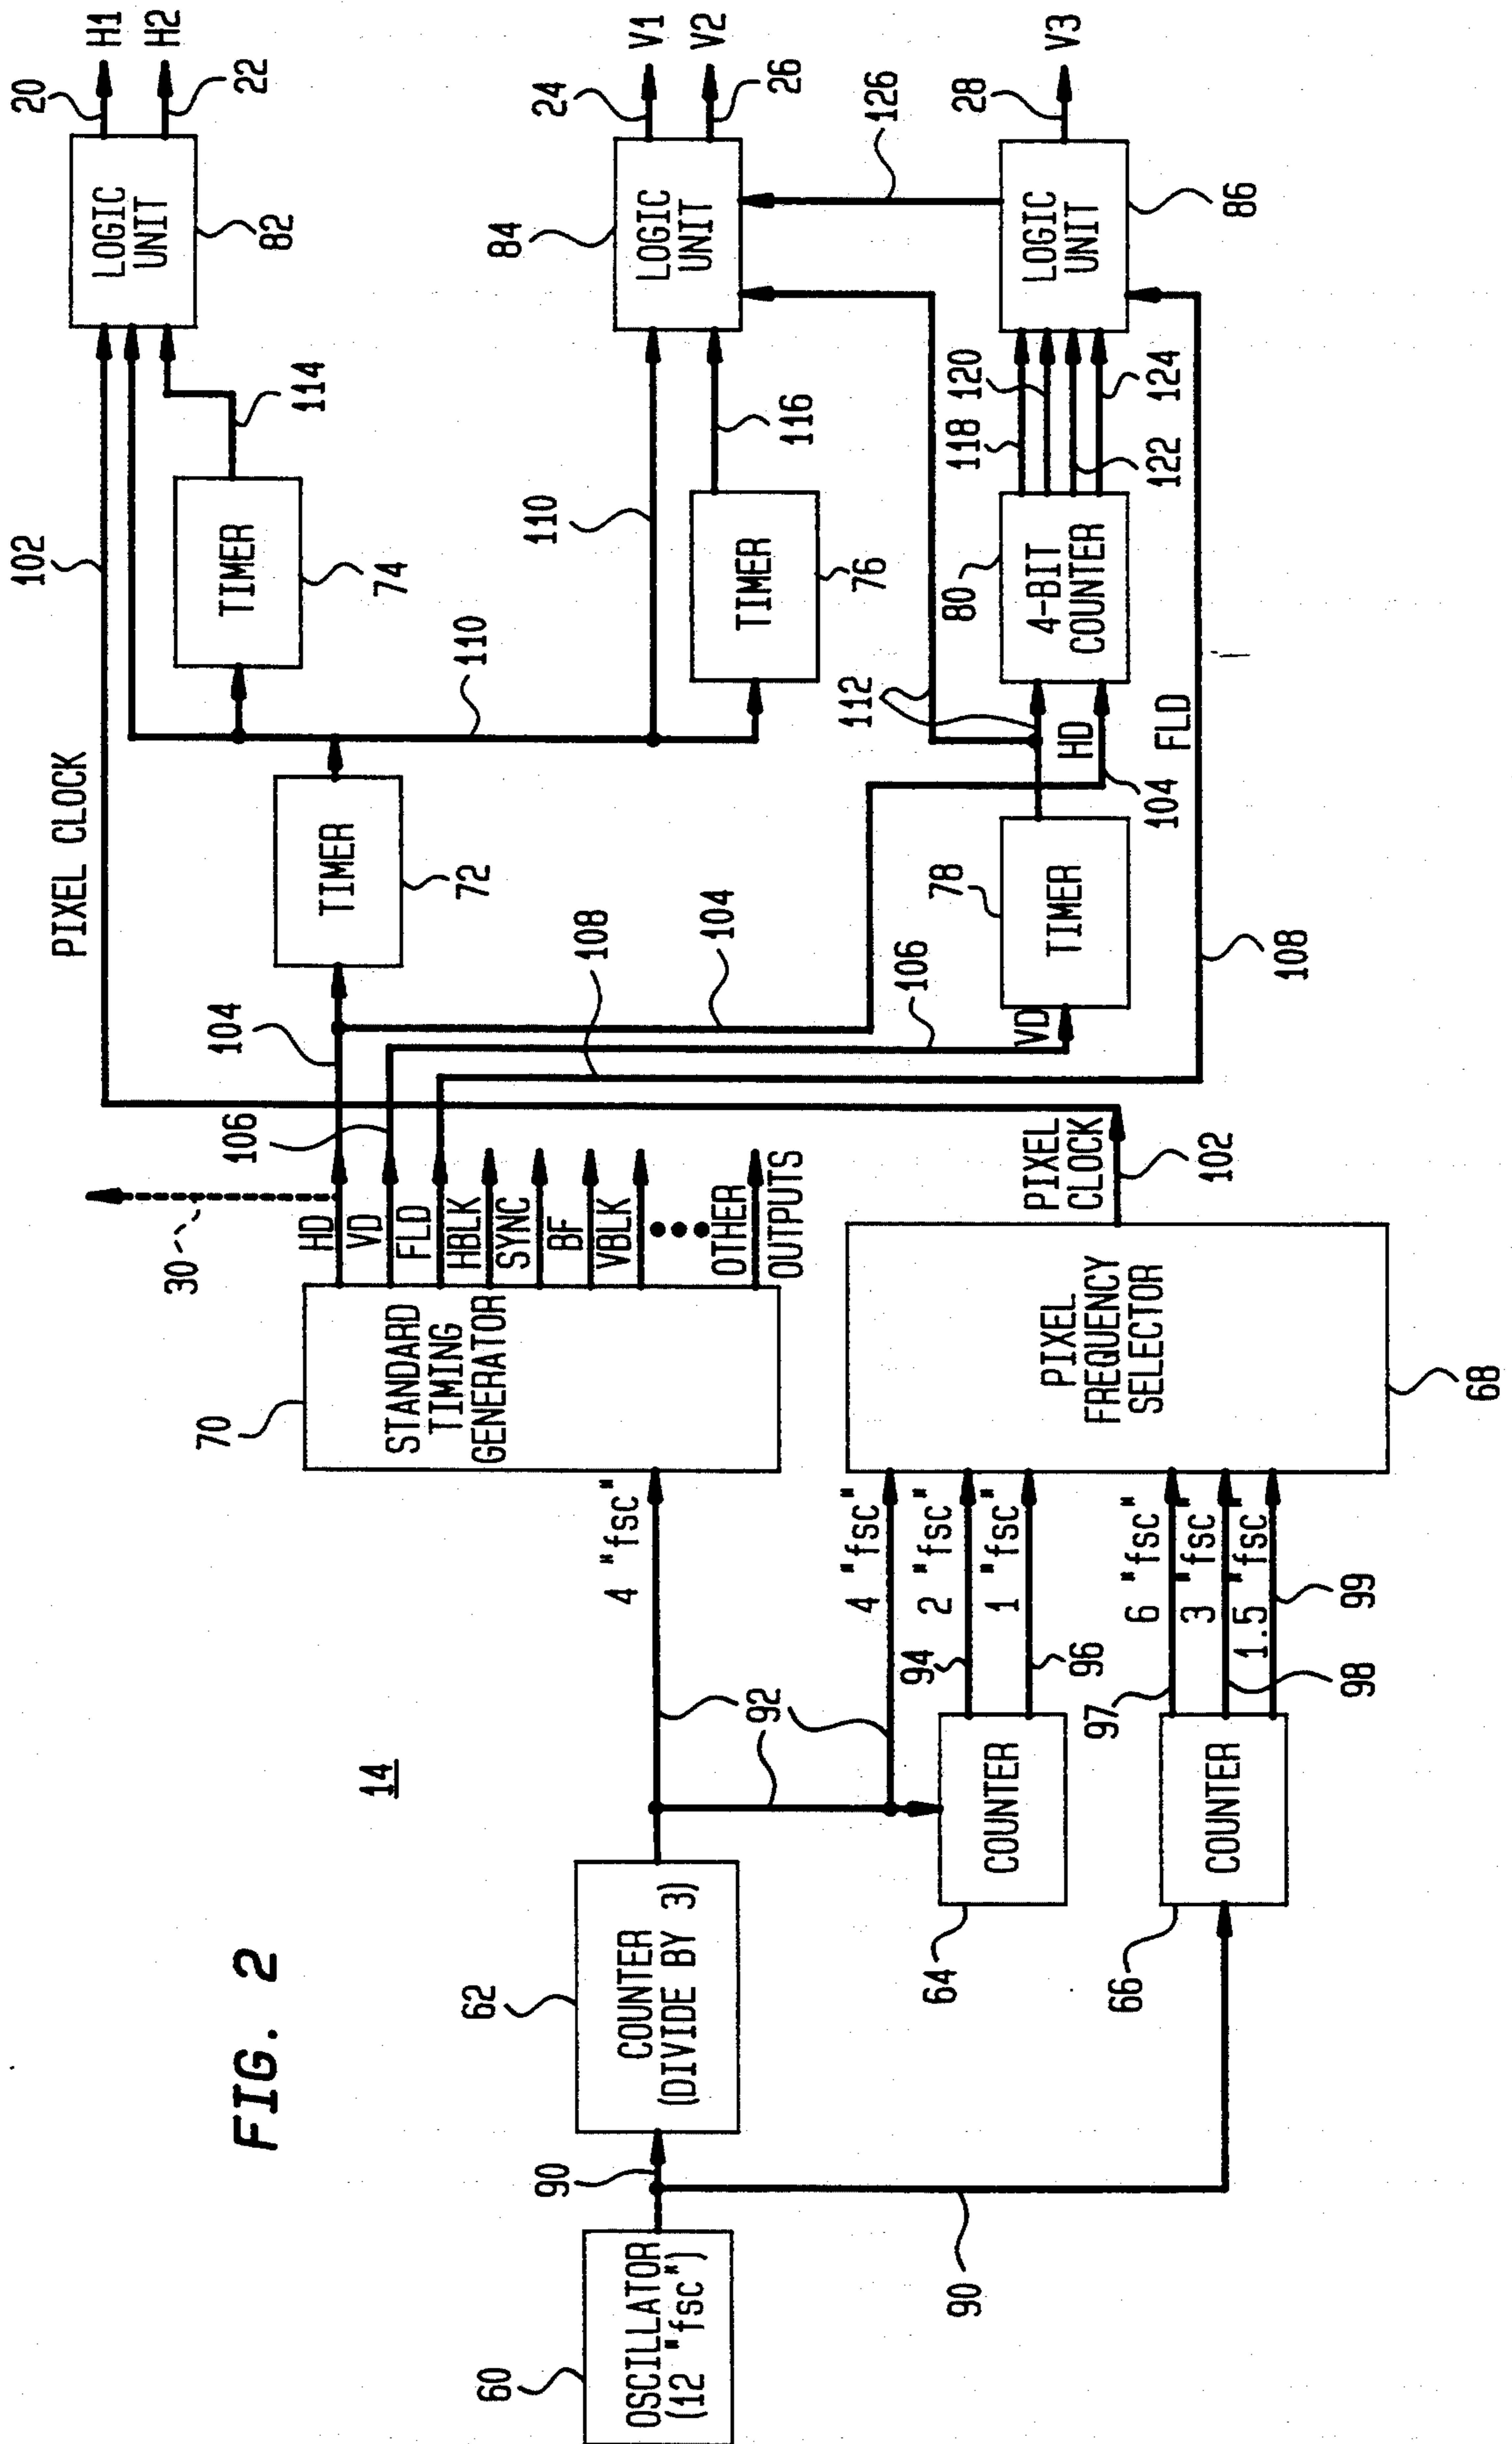 FIG. 2
14
60
OSCILLATOR
(12 "fsc")
90
90
62
COUNTER
(DIVIDE BY 3)
92
4 "fsc"
64
COUNTER
66
COUNTER
94
96
97
98
99
4 "fsc"
2 "fsc"
1 "fsc"
6 "fsc"
3 "fsc"
1.5 "fsc"
70
STANDARD
TIMING
GENERATOR
PIXEL
FREQUENCY
SELECTOR
68
30
HD
VD
FLD
HBLK
SYNC
BF
VBLK
OTHER
OUTPUTS
PIXEL
CLOCK
102
104
106
108
104
106
VD
108
PIXEL CLOCK
102
TIMER
72
78
TIMER
110
112
HD
104
FLD
TIMER
74
114
110
TIMER
76
116
80
4-BIT
COUNTER
118
120
122
124
LOGIC
UNIT
82
84
LOGIC
UNIT
126
LOGIC
UNIT
86
20
H1
22
H2
24
V1
26
V2
28
V3